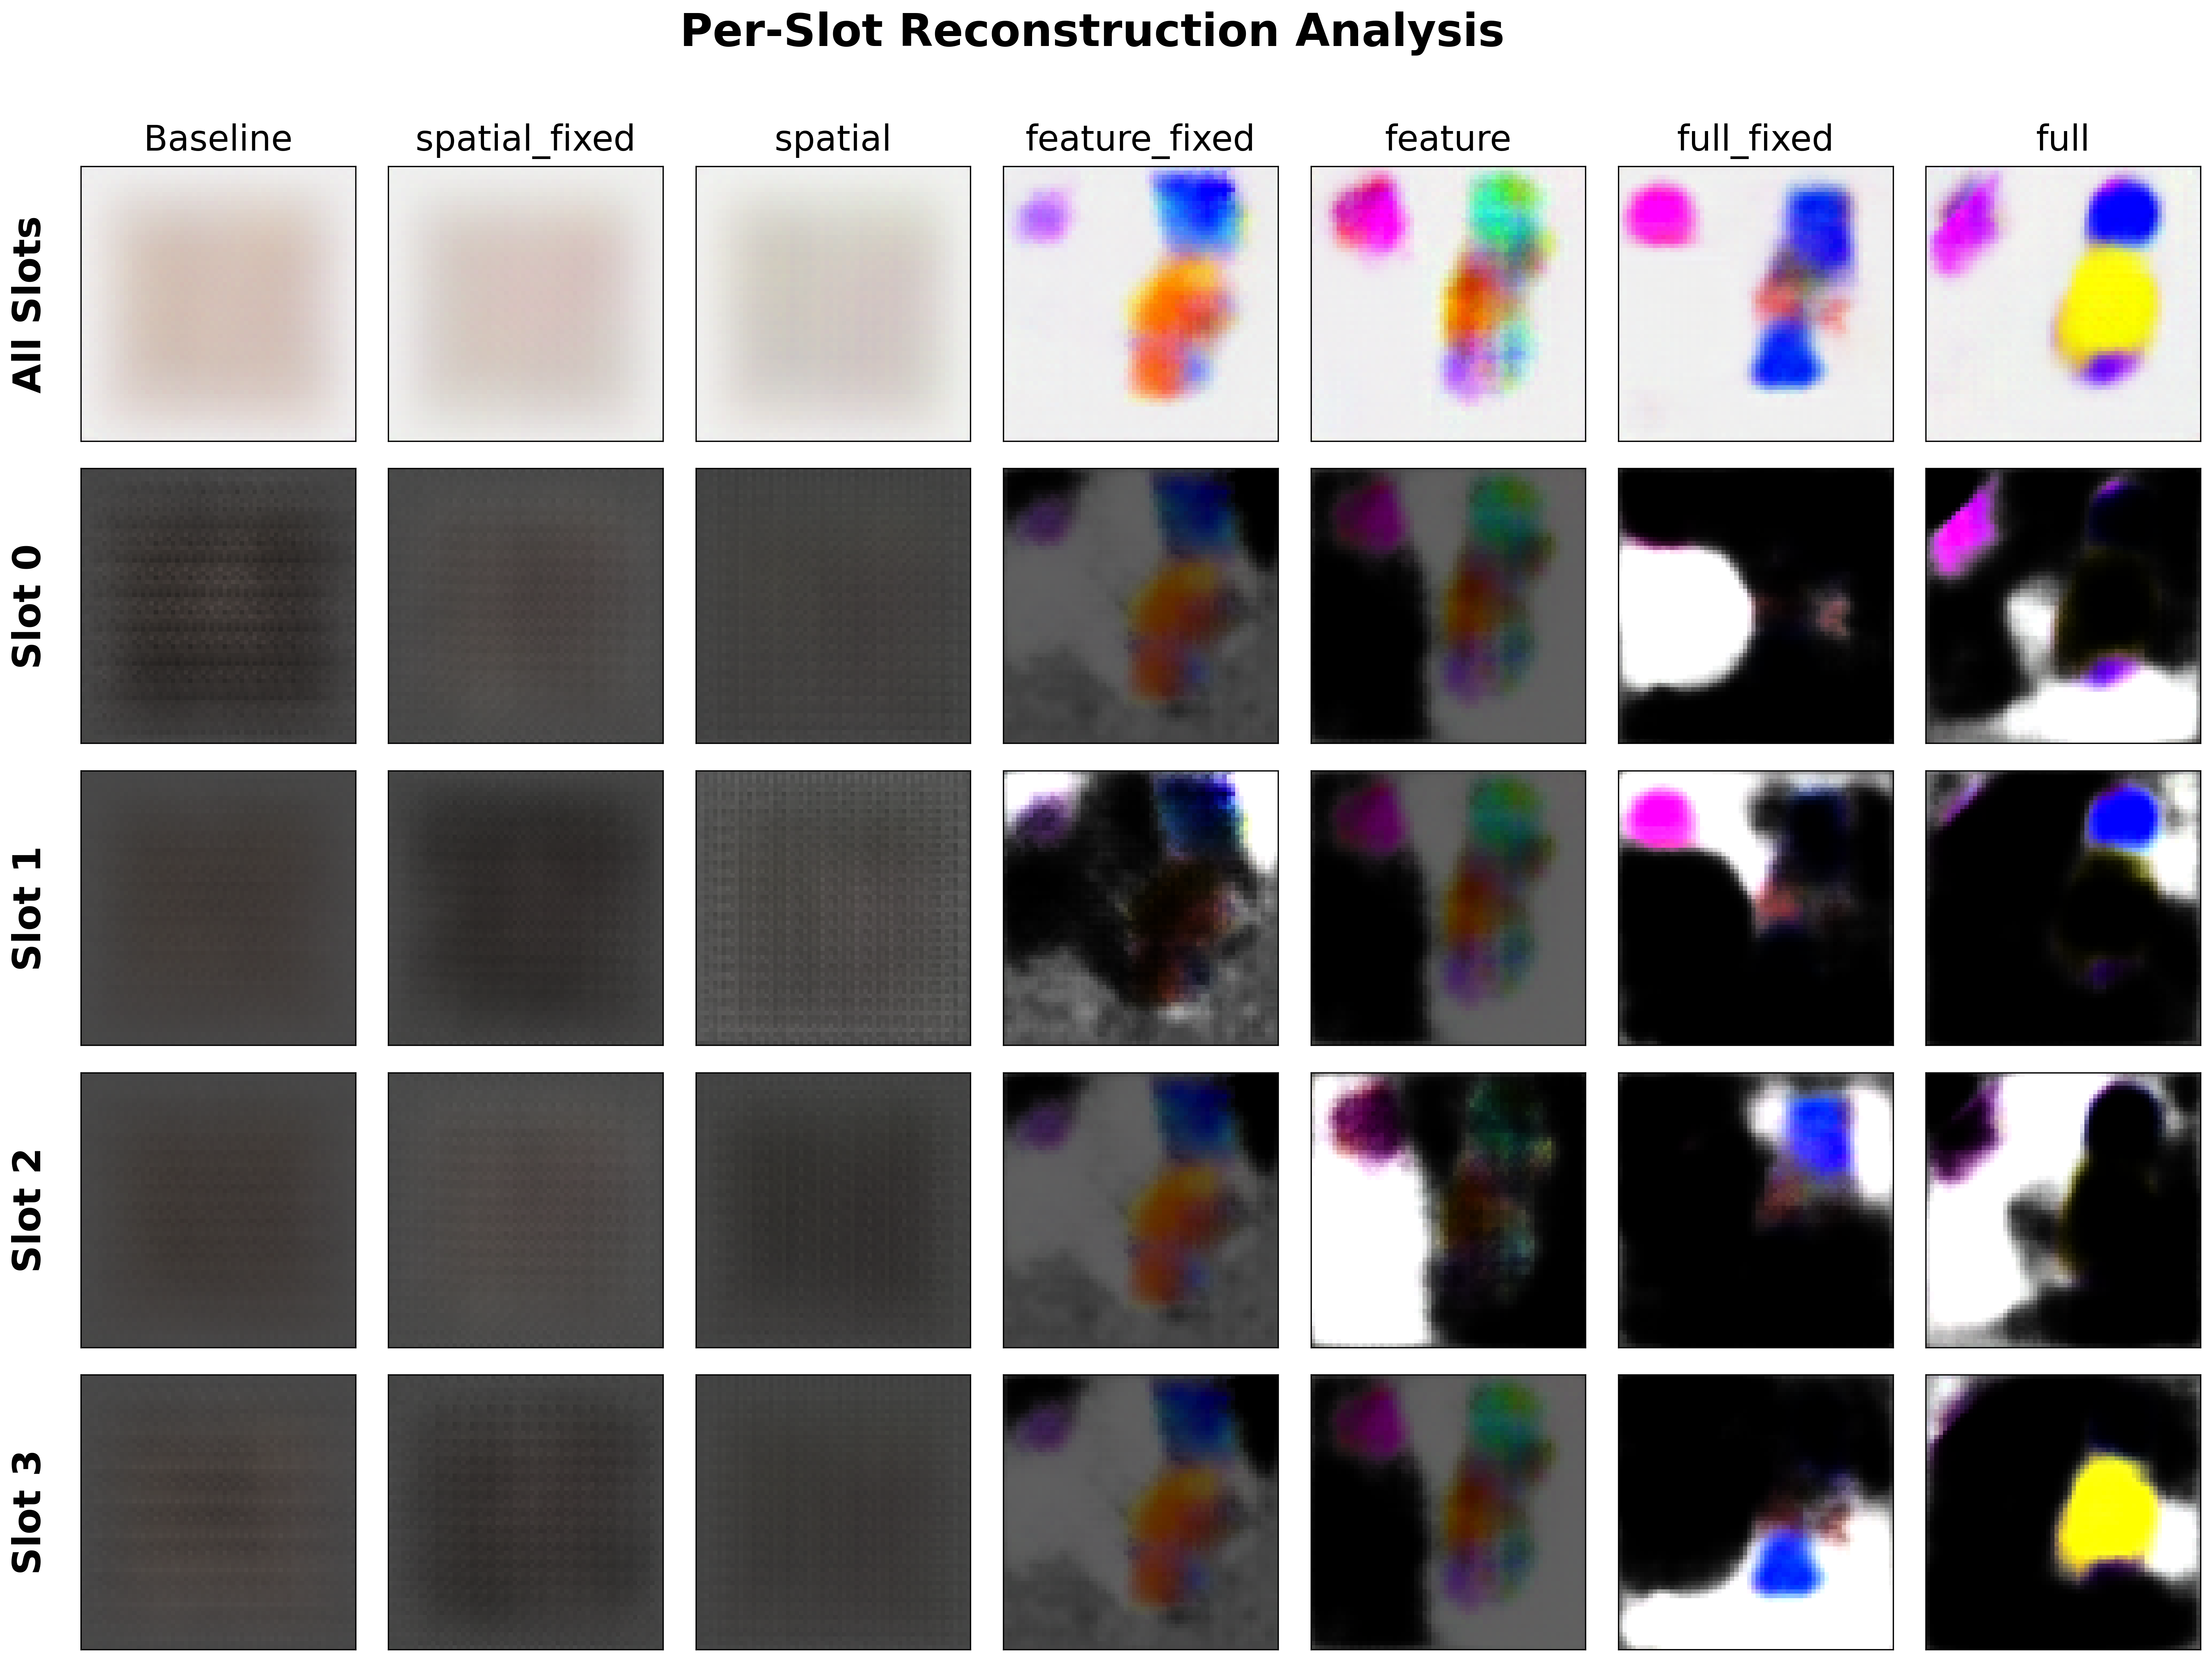 Per-Slot Reconstruction Analysis
Baseline spatial_fixed spatial feature_fixed feature full_fixed full
All Slots
Slot 0
Slot 1
Slot 2
Slot 3